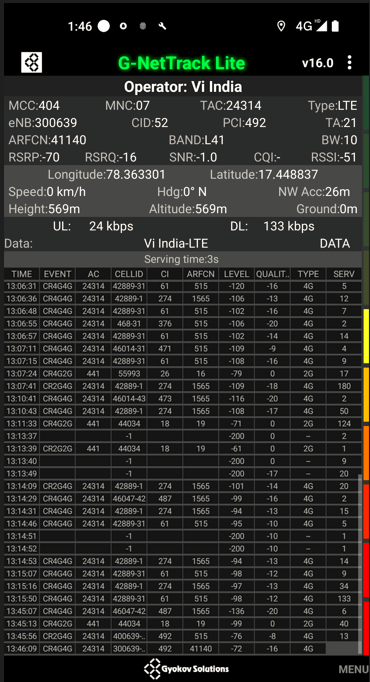 1:46 4G HD
G-NetTrack Lite v16.0
Operator: Vi India
MCC:404 MNC:07 TAC:24314 Type:LTE
eNB:300639 CID:52 PCI:492 TA:21
ARFCN:41140 BAND:L41 BW:10
RSRP:-70 RSRQ:-16 SNR:-1.0 CQI:- RSSI:-51
Longitude:78.363301 Latitude:17.448837
Speed:0 km/h Hdg:0° N NW Acc:26m
Height:569m Altitude:569m Ground:0m
UL: 24 kbps DL: 133 kbps
Data: Vi India-LTE DATA
Serving time:3s
TIME EVENT AC CELLID CI ARFCN LEVEL QUALIT.. TYPE SERV
13:06:31 CR4G4G 24314 42889-31 61 515 -120 -16 4G 5
13:06:36 CR4G4G 24314 42889-1 274 1565 -106 -13 4G 12
13:06:48 CR4G4G 24314 42889-31 61 515 -102 -16 4G 7
13:06:55 CR4G4G 24314 468-31 376 515 -106 -20 4G 2
13:06:57 CR4G4G 24314 42889-31 61 515 -102 -14 4G 14
13:07:11 CR4G4G 24314 46014-31 471 515 -109 -9 4G 4
13:07:15 CR4G4G 24314 42889-31 61 515 -108 -16 4G 9
13:07:24 CR4G2G 441 55993 26 16 -79 0 2G 17
13:07:41 CR2G4G 24314 42889-1 274 1565 -109 -18 4G 180
13:10:41 CR4G4G 24314 46014-43 473 1565 -116 -20 4G 2
13:10:43 CR4G4G 24314 42889-1 274 1565 -108 -17 4G 50
13:11:33 CR4G2G 441 44034 18 19 -71 0 2G 124
13:13:37 -1 -200 0 – 2
13:13:39 CR2G2G 441 44034 18 19 -61 0 2G 1
13:13:40 -1 -200 0 – 9
13:13:49 -1 -200 -17 – 20
13:14:09 CR2G4G 24314 42889-1 274 1565 -101 -14 4G 20
13:14:29 CR4G4G 24314 46047-42 487 1565 -99 -16 4G 2
13:14:31 CR4G4G 24314 42889-1 274 1565 -94 -13 4G 15
13:14:46 CR4G4G 24314 42889-31 61 515 -95 -10 4G 5
13:14:51 -1 -200 -10 – 1
13:14:52 -1 -200 -10 – 1
13:14:53 CR4G4G 24314 42889-1 274 1565 -94 -13 4G 14
13:15:07 CR4G4G 24314 42889-31 61 515 -98 -12 4G 9
13:15:16 CR4G4G 24314 42889-1 274 1565 -97 -13 4G 34
13:15:50 CR4G4G 24314 42889-31 61 515 -98 -12 4G 133
13:45:07 CR4G4G 24314 46047-42 487 1565 -136 -20 4G 6
13:45:13 CR4G2G 441 44034 18 19 -99 0 2G 40
13:45:56 CR2G4G 24314 400639-.. 492 515 -76 -8 4G 13
13:46:09 CR4G4G 24314 300639-.. 492 41140 -72 -16 4G
Gyokov Solutions MENU